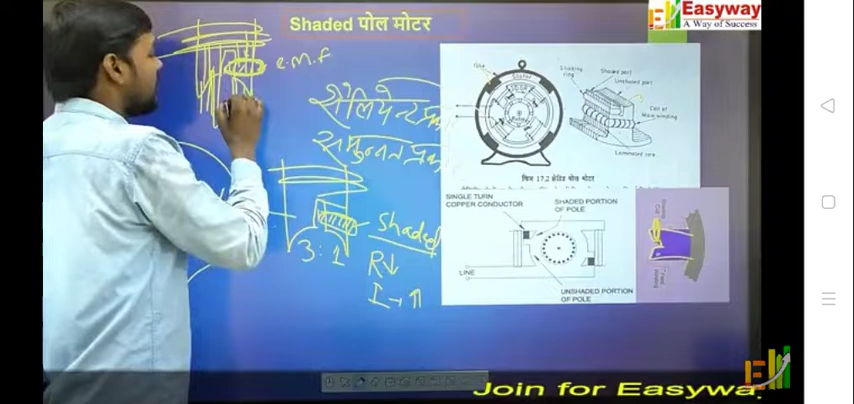 Shaded पोल मोटर
Easyway
A Way of Success
e.m.f
सेलियेन्ट
समुन्नत
Shaded
3:1
R↓
I→↑
Stator
Shading ring
Shaded part
Unshaded part
Coil of Main winding
Laminated core
चित्र 17.2 शेडिड पोल मोटर
SINGLE TURN
COPPER CONDUCTOR
SHADED PORTION
OF POLE
LINE
UNSHADED PORTION
OF POLE
Join for Easywa